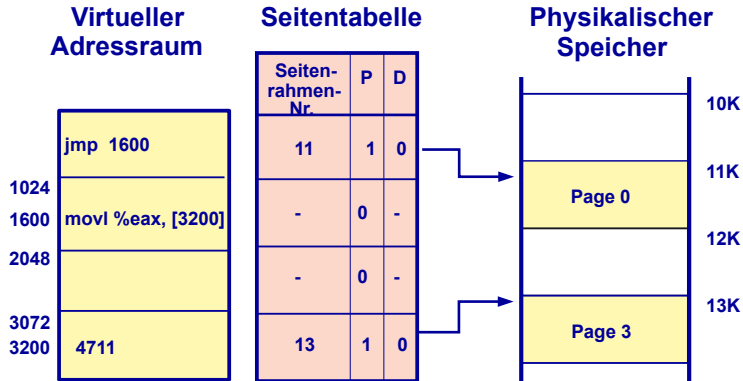 Virtueller
Adressraum
Seitentabelle
Physikalischer
Speicher
Seiten-
rahmen-
Nr.
P
D
jmp 1600
1024
1600
movl %eax, [3200]
2048
3072
3200
4711
11
1
0
-
0
-
-
0
-
13
1
0
10K
11K
Page 0
12K
13K
Page 3